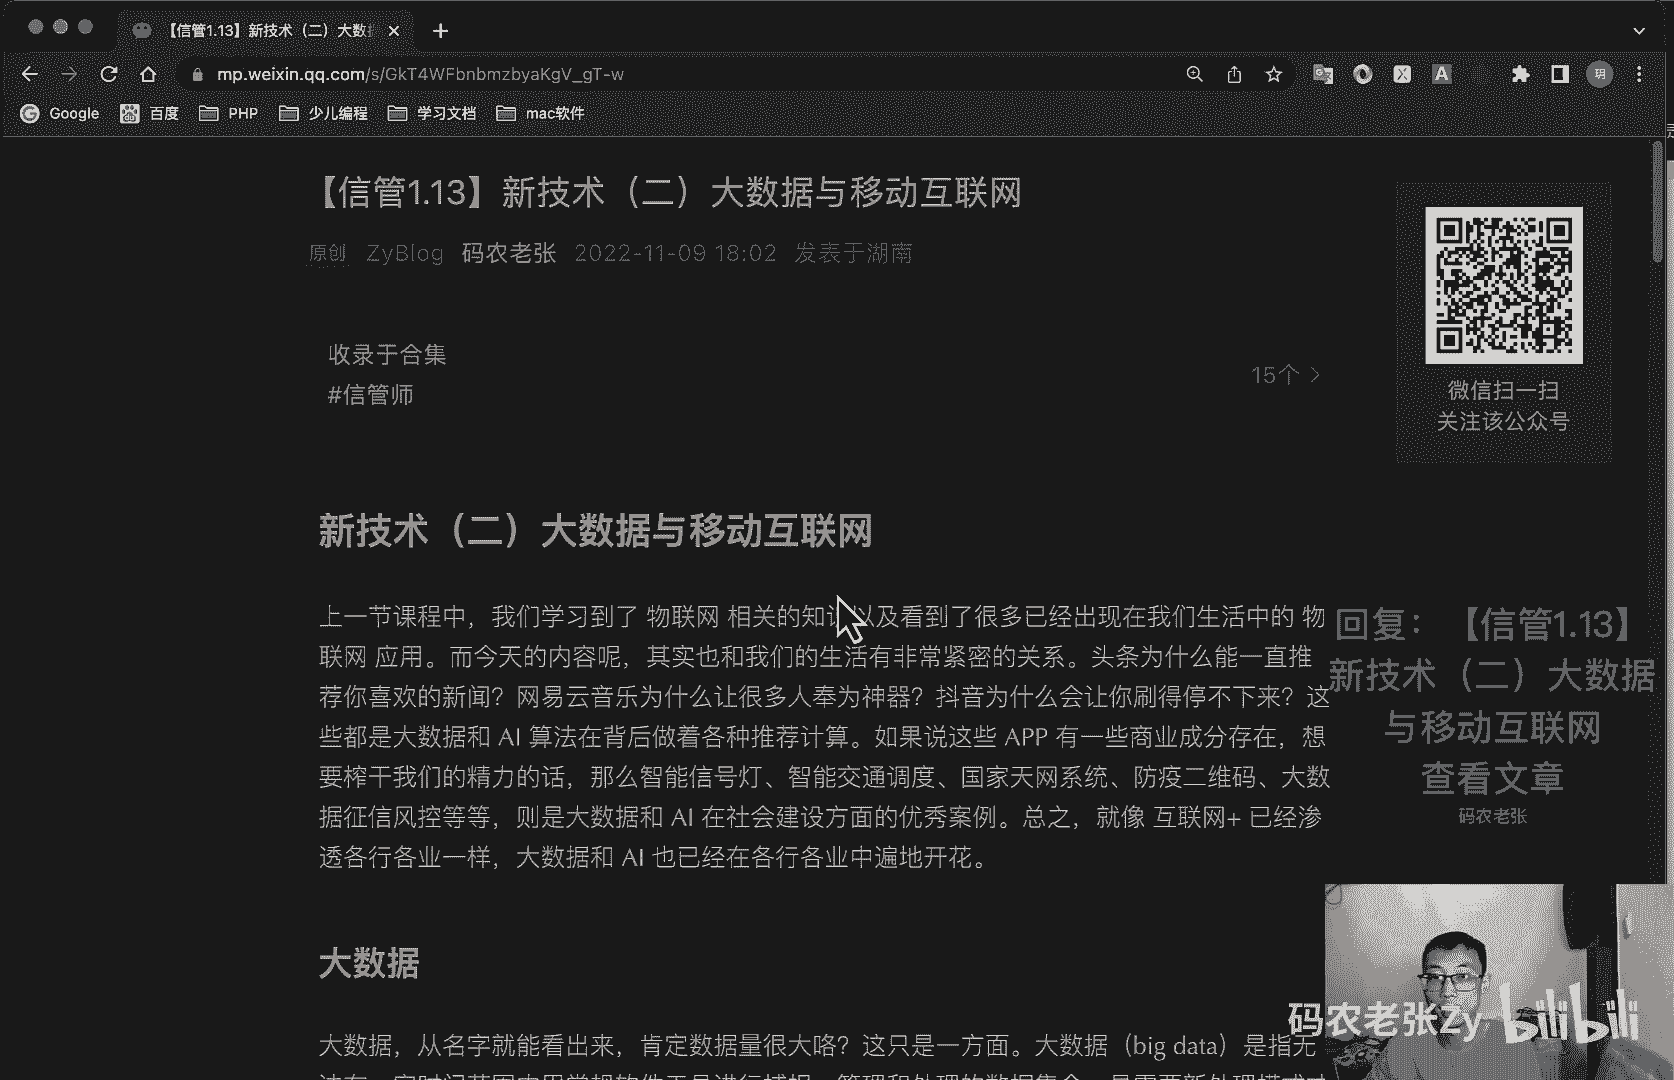 【信管1.13】新技术（二）大数据
mp.weixin.qq.com/s/GkT4WFbnbmzbyaKgV_gT-w
Google 百度 PHP 少儿编程 学习文档 mac软件
【信管1.13】新技术（二）大数据与移动互联网
原创 ZyBlog 码农老张 2022-11-09 18:02 发表于湖南
收录于合集
#信管师
15个
微信扫一扫
关注该公众号
新技术（二）大数据与移动互联网
上一节课程中，我们学习到了 物联网 相关的知识以及看到了很多已经出现在我们生活中的 物
联网 应用。而今天的内容呢，其实也和我们的生活有非常紧密的关系。头条为什么能一直推
荐你喜欢的新闻？网易云音乐为什么让很多人奉为神器？抖音为什么会让你刷得停不下来？这
些都是大数据和 AI 算法在背后做着各种推荐计算。如果说这些 APP 有一些商业成分存在，想
要榨干我们的精力的话，那么智能信号灯、智能交通调度、国家天网系统、防疫二维码、大数
据征信风控等等，则是大数据和 AI 在社会建设方面的优秀案例。总之，就像 互联网+ 已经渗
透各行各业一样，大数据和 AI 也已经在各行各业中遍地开花。
大数据
大数据，从名字就能看出来，肯定数据量很大咯？这只是一方面。大数据（big data）是指无
回复：【信管1.13】
新技术（二）大数据
与移动互联网
查看文章
码农老张
码农老张Zy bilibili